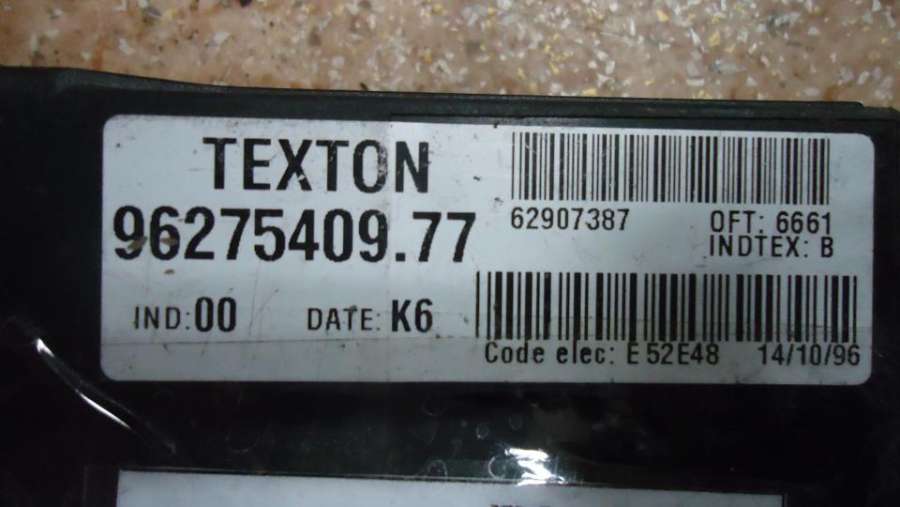 TEXTON
96275409.77
IND: 00 DATE: K6
62907387 OFT: 6661
INDTEX: B
Code elec: E 52E48 14/10/96